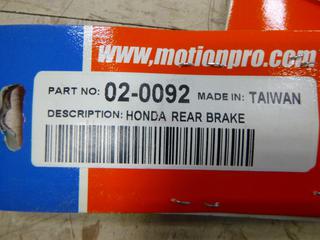 www.motionpro.com
PART NO: 02-0092 MADE IN: TAIWAN
DESCRIPTION: HONDA REAR BRAKE